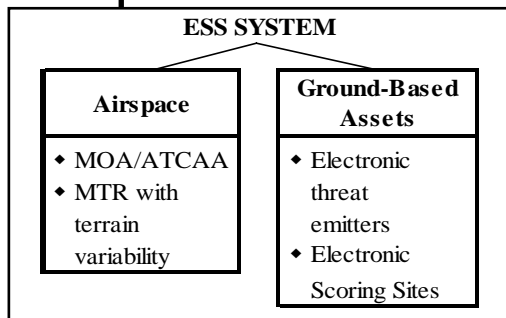 ESS SYSTEM
Airspace
◆ MOA/ATCAA
◆ MTR with
terrain
variability
Ground-Based
Assets
◆ Electronic
threat
emitters
◆ Electronic
Scoring Sites